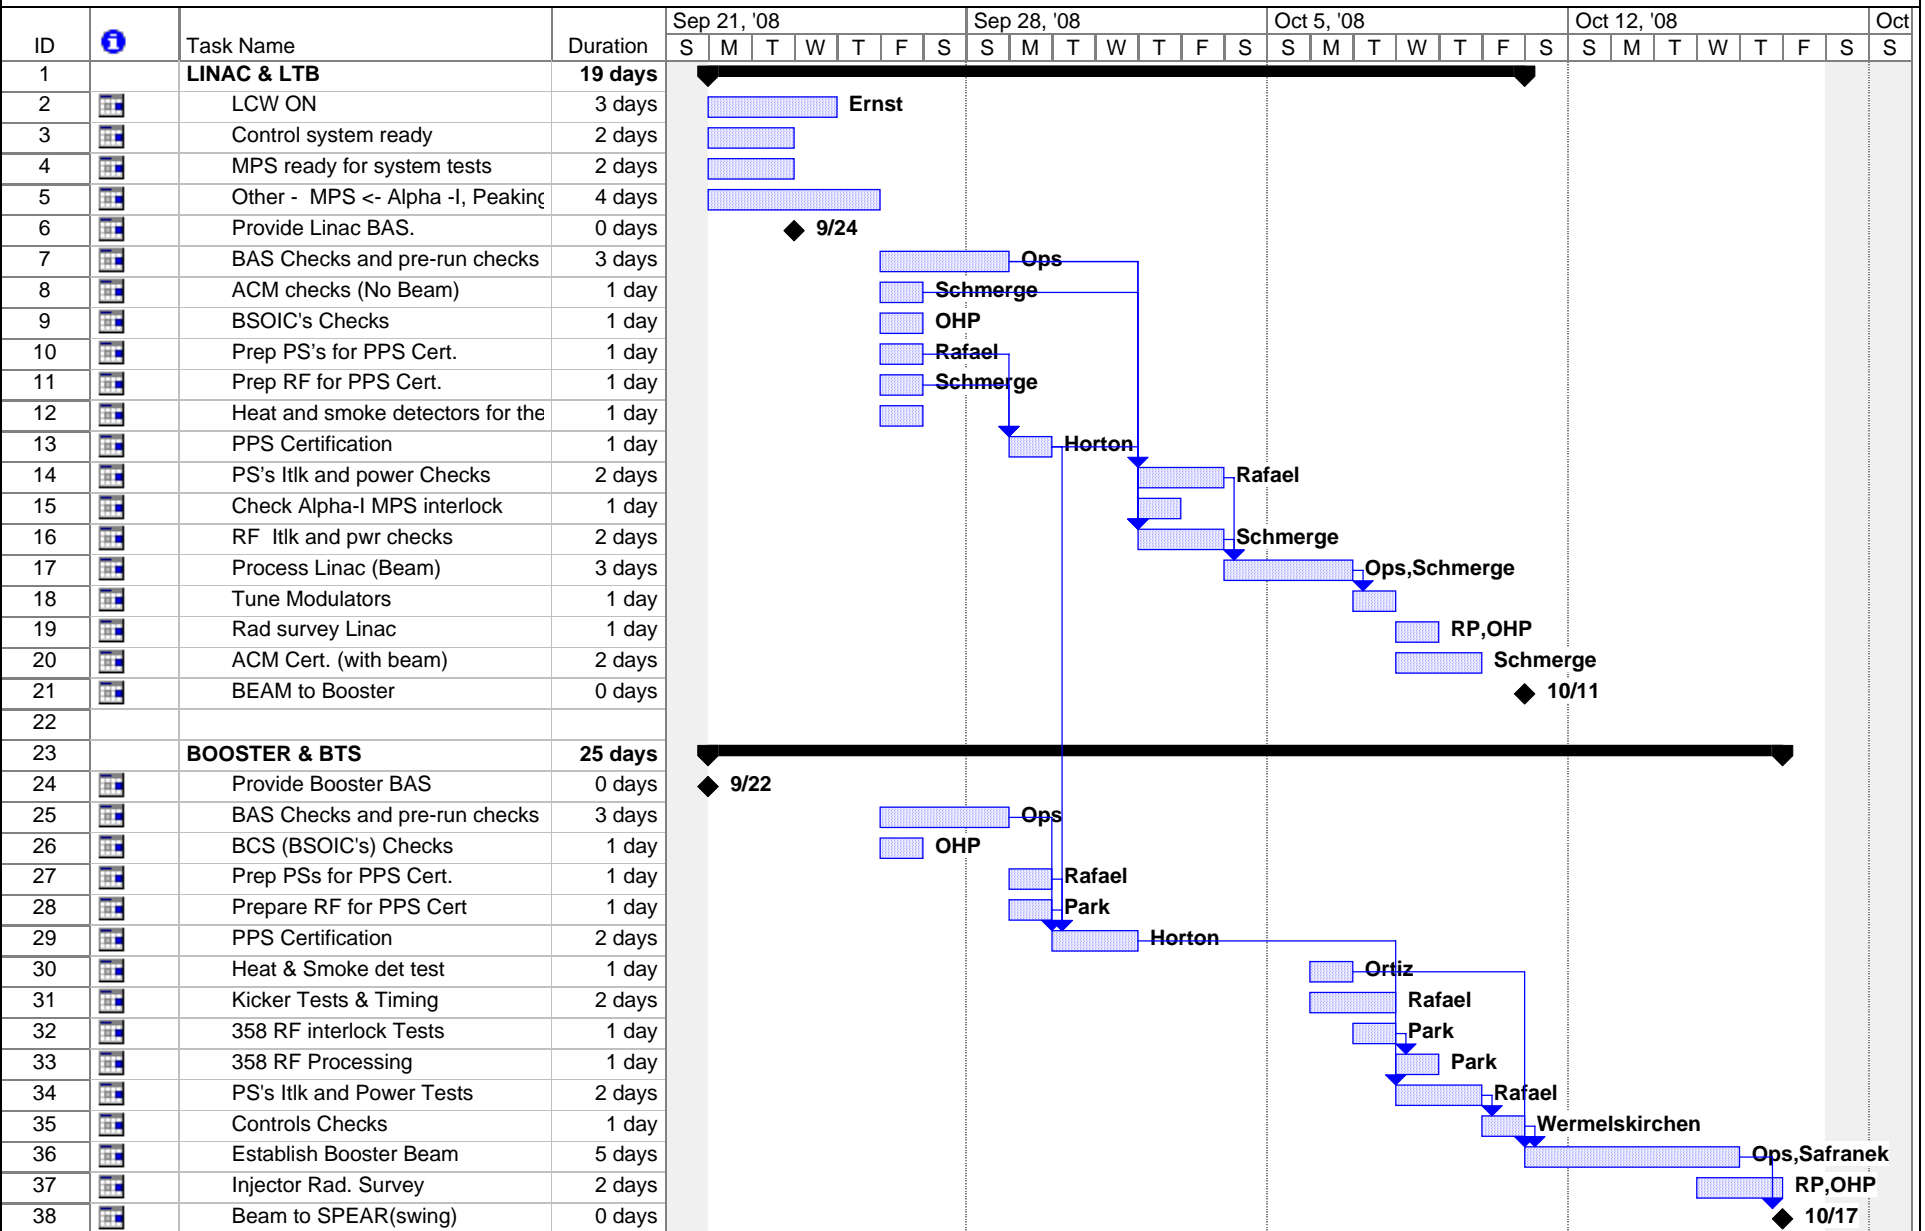 Sep 21, '08 Sep 28, '08 Oct 5, '08 Oct 12, '08 Oct
ID Task Name Duration S M T W T F S S M T W T F S S M T W T F S S M T W T F S S
1 LINAC & LTB 19 days
2 LCW ON 3 days Ernst
3 Control system ready 2 days
4 MPS ready for system tests 2 days
5 Other - MPS <- Alpha -I, Peaking 4 days
6 Provide Linac BAS. 0 days 9/24
7 BAS Checks and pre-run checks 3 days Ops
8 ACM checks (No Beam) 1 day Schmerge
9 BSOIC's Checks 1 day OHP
10 Prep PS's for PPS Cert. 1 day Rafael
11 Prep RF for PPS Cert. 1 day Schmerge
12 Heat and smoke detectors for the 1 day
13 PPS Certification 1 day Horton
14 PS's Itlk and power Checks 2 days Rafael
15 Check Alpha-I MPS interlock 1 day
16 RF Itlk and pwr checks 2 days Schmerge
17 Process Linac (Beam) 3 days Ops,Schmerge
18 Tune Modulators 1 day
19 Rad survey Linac 1 day RP,OHP
20 ACM Cert. (with beam) 2 days Schmerge
21 BEAM to Booster 0 days 10/11
22
23 BOOSTER & BTS 25 days
24 Provide Booster BAS 0 days 9/22
25 BAS Checks and pre-run checks 3 days Ops
26 BCS (BSOIC's) Checks 1 day OHP
27 Prep PSs for PPS Cert. 1 day Rafael
28 Prepare RF for PPS Cert 1 day Park
29 PPS Certification 2 days Horton
30 Heat & Smoke det test 1 day Ortiz
31 Kicker Tests & Timing 2 days Rafael
32 358 RF interlock Tests 1 day Park
33 358 RF Processing 1 day Park
34 PS's Itlk and Power Tests 2 days Rafael
35 Controls Checks 1 day Wermelskirchen
36 Establish Booster Beam 5 days Ops,Safranek
37 Injector Rad. Survey 2 days RP,OHP
38 Beam to SPEAR(swing) 0 days 10/17